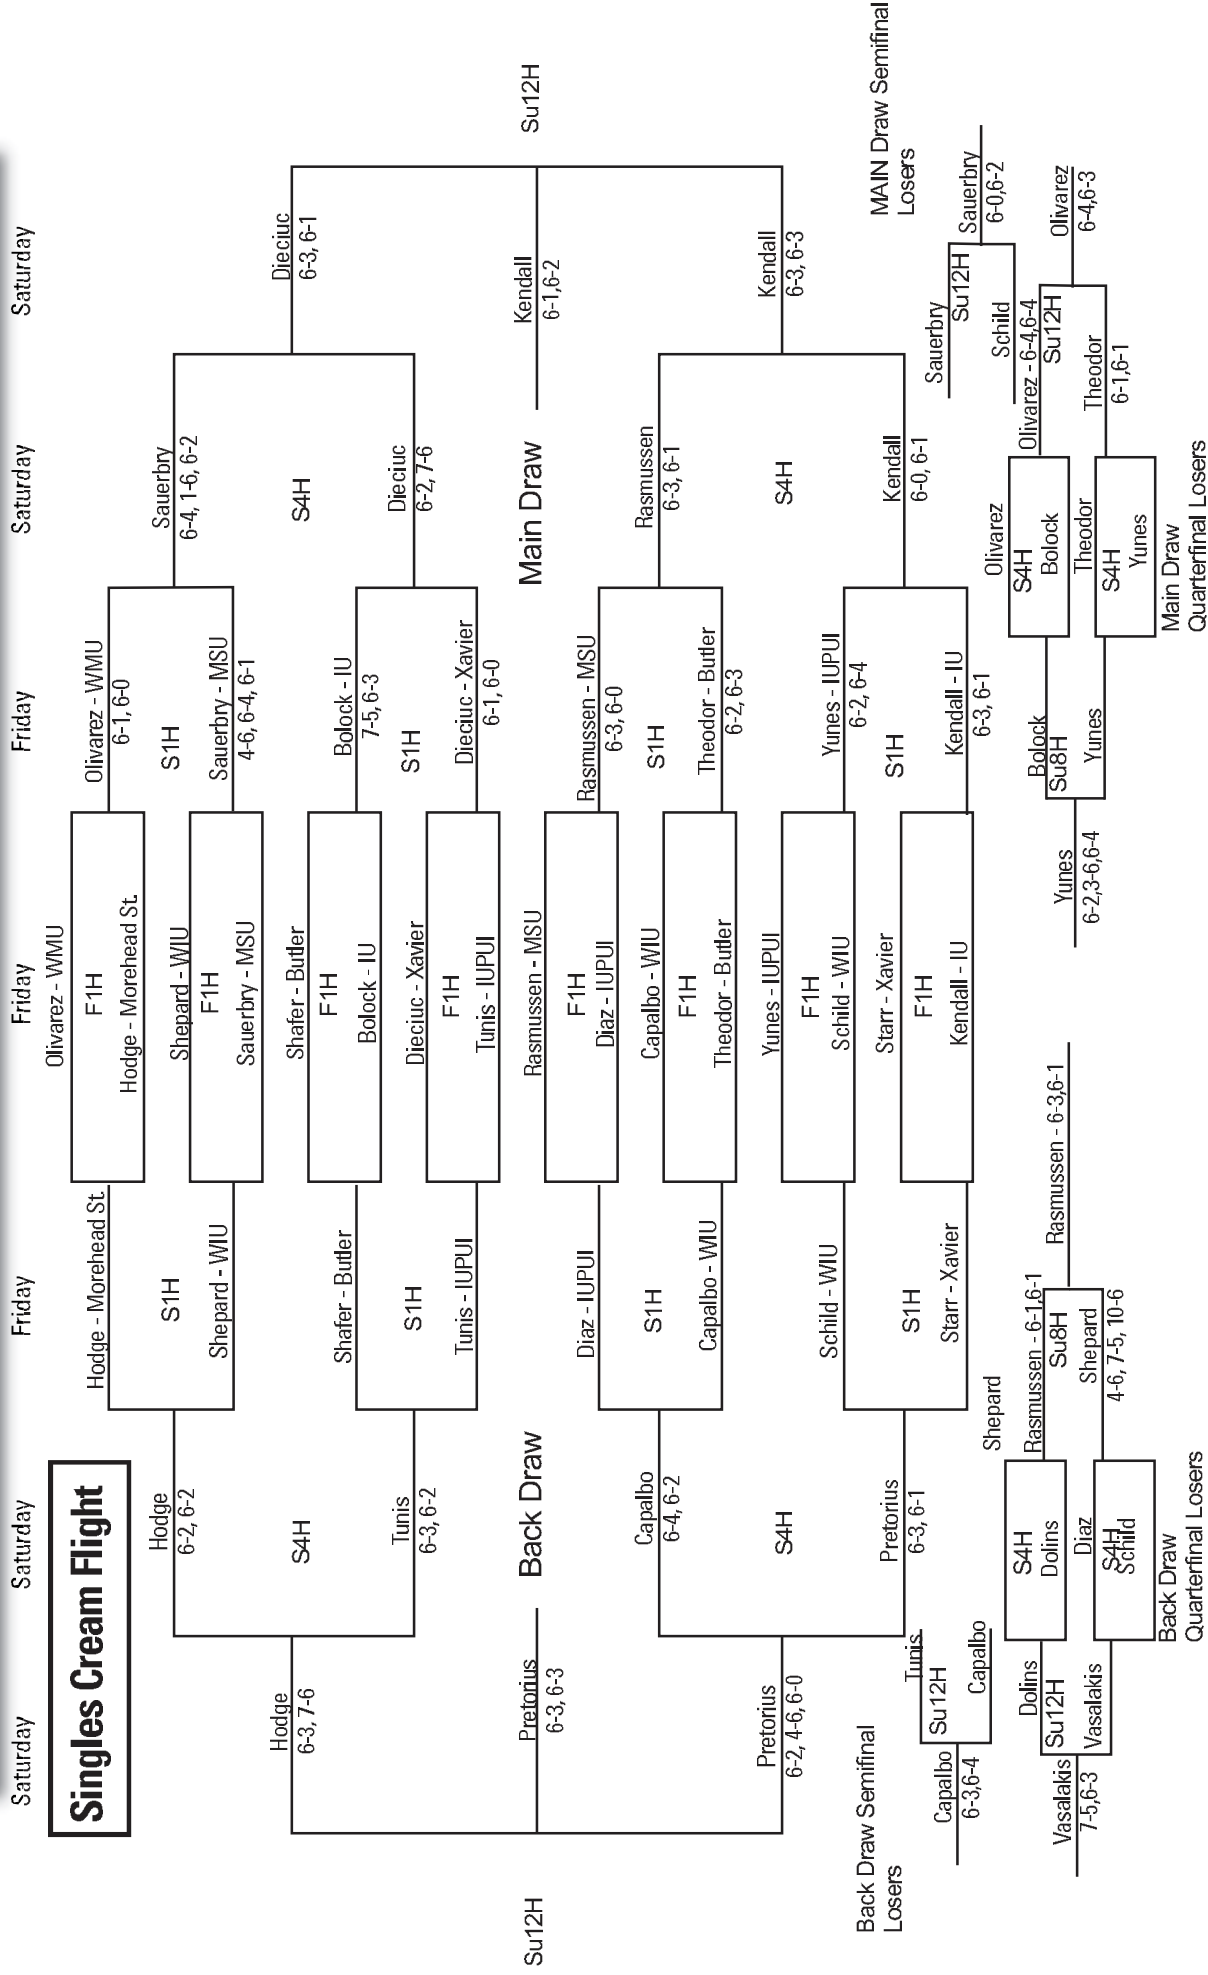 Saturday
Saturday
Friday
Friday
Friday
Saturday
Saturday
Singles Cream Flight
Olivarez - WMU
F1H
Hodge - Morehead St.
Shepard - WIU
F1H
Sauerbry - MSU
Shafer - Butler
F1H
Bolock - IU
Dieciuc - Xavier
F1H
Tunis - IUPUI
Rasmussen - MSU
F1H
Diaz - IUPUI
Capalbo - WIU
F1H
Theodor - Butler
Yunes - IUPUI
F1H
Schild - WIU
Starr - Xavier
F1H
Kendall - IU
Olivarez - WMU
6-1, 6-0
S1H
Sauerbry - MSU
4-6, 6-4, 6-1
Bolock - IU
7-5, 6-3
S1H
Dieciuc - Xavier
6-1, 6-0
Rasmussen - MSU
6-3, 6-0
S1H
Theodor - Butler
6-2, 6-3
Yunes - IUPUI
6-2, 6-4
S1H
Kendall - IU
6-3, 6-1
Sauerbry
6-4, 1-6, 6-2
S4H
Dieciuc
6-2, 7-6
Main Draw
Rasmussen
6-3, 6-1
S4H
Kendall
6-0, 6-1
Dieciuc
6-3, 6-1
Kendall
6-1,6-2
Kendall
6-3, 6-3
Su12H
MAIN Draw Semifinal
Losers
Sauerbry
Su12H
Schild
Sauerbry
6-0,6-2
Olivarez
S4H
Bolock
Theodor
S4H
Yunes
Main Draw
Quarterfinal Losers
Olivarez - 6-4,6-4
Su12H
Theodor
6-1,6-1
Olivarez
6-4,6-3
Bolock
Su8H
Yunes
Yunes
6-2,3-6,6-4
Hodge - Morehead St.
S1H
Shepard - WIU
Shafer - Butler
S1H
Tunis - IUPUI
Diaz - IUPUI
S1H
Capalbo - WIU
Schild - WIU
S1H
Starr - Xavier
Hodge
6-2, 6-2
S4H
Tunis
6-3, 6-2
Back Draw
Capalbo
6-4, 6-2
S4H
Pretorius
6-3, 6-1
Hodge
6-3, 7-6
Pretorius
6-3, 6-3
Pretorius
6-2, 4-6, 6-0
Su12H
Back Draw Semifinal
Losers
Tunis
Su12H
Capalbo
Capalbo
6-3,6-4
Shepard
S4H
Dolins
Diaz
S4H
Schild
Back Draw
Quarterfinal Losers
Rasmussen - 6-1,6-1
Su8H
Shepard
4-6, 7-5, 10-6
Rasmussen - 6-3,6-1
Dolins
Su12H
Vasalakis
Vasalakis
7-5,6-3